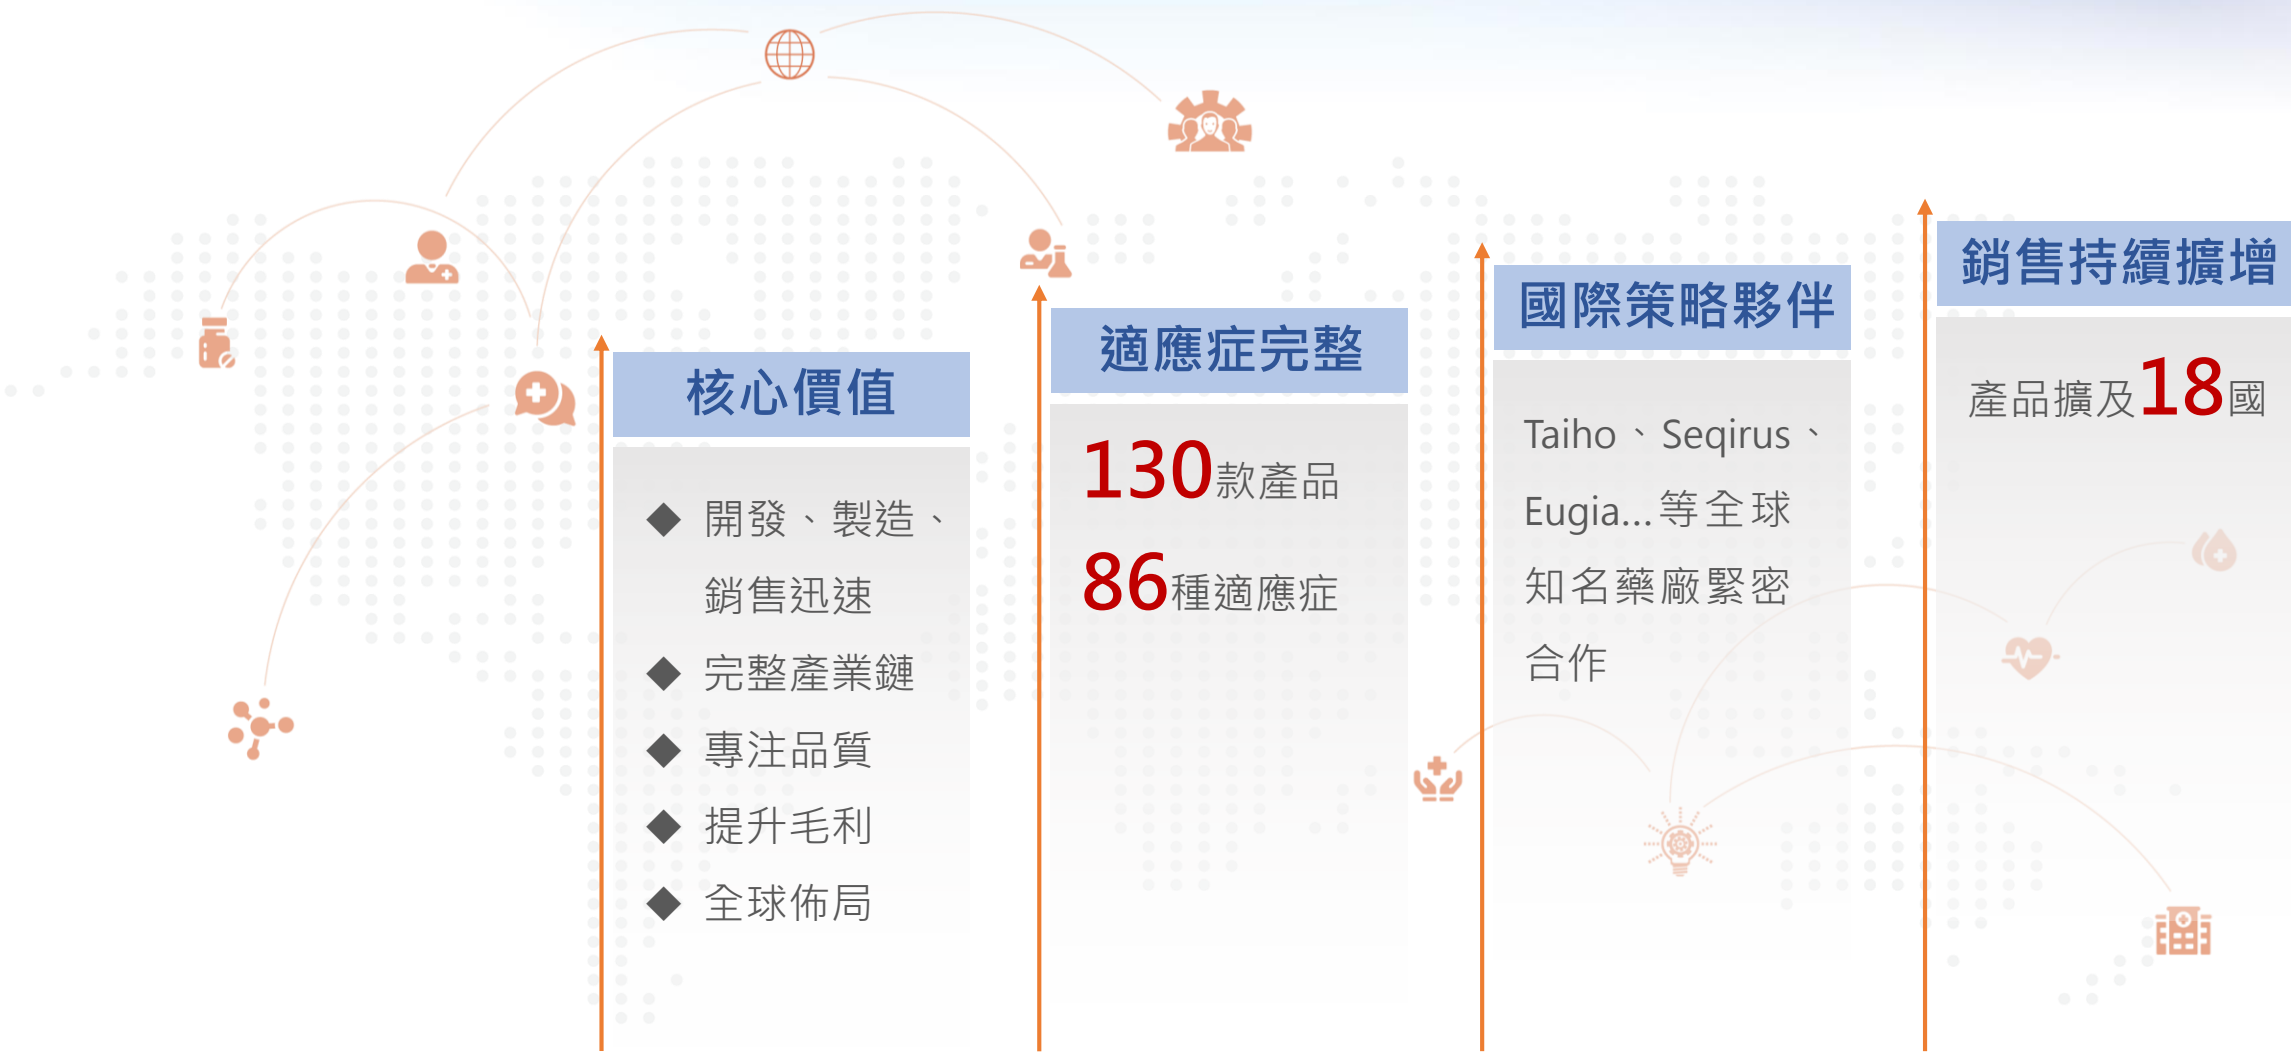 核心價值
◆ 開發、製造、
銷售迅速
◆ 完整產業鏈
◆ 專注品質
◆ 提升毛利
◆ 全球佈局
適應症完整
130款產品
86種適應症
國際策略夥伴
Taiho、Seqirus、
Eugia...等全球
知名藥廠緊密
合作
銷售持續擴增
產品擴及18國